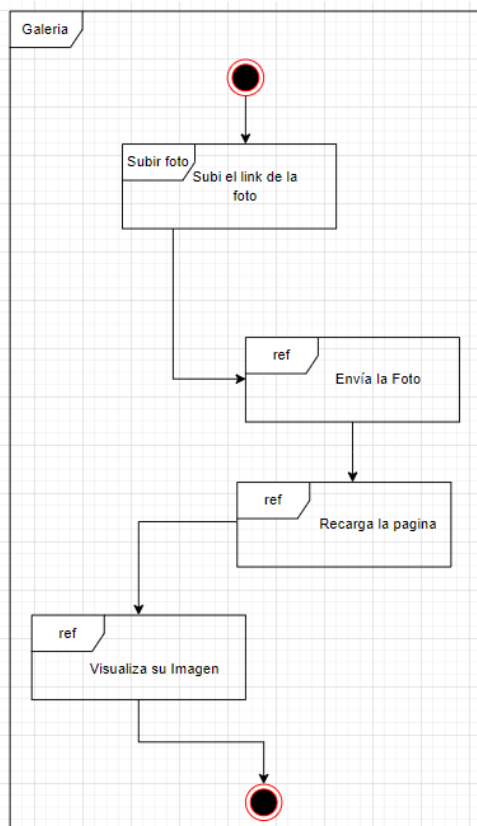 Galeria
Subir foto
Subi el link de la
foto
ref
Envía la Foto
ref
Recarga la pagina
ref
Visualiza su Imagen